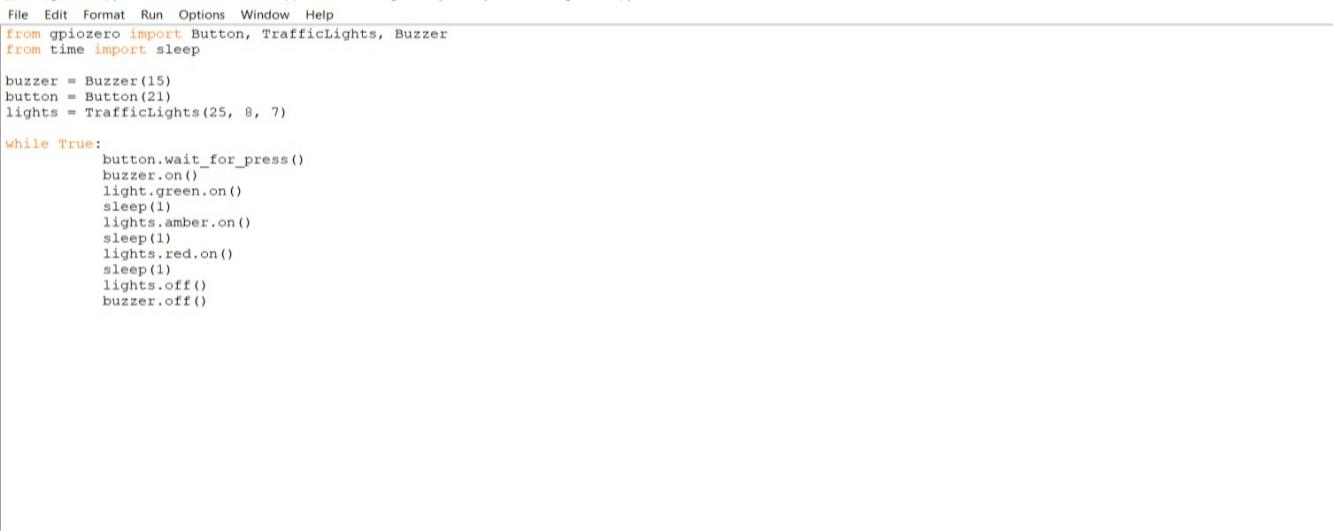 File Edit Format Run Options Window Help
from gpiozero import Button, TrafficLights, Buzzer
from time import sleep
buzzer = Buzzer(15)
button = Button(21)
lights = TrafficLights(25, 8, 7)
while True:
button.wait_for_press()
buzzer.on()
light.green.on()
sleep(1)
lights.amber.on()
sleep(1)
lights.red.on()
sleep(1)
lights.off()
buzzer.off()